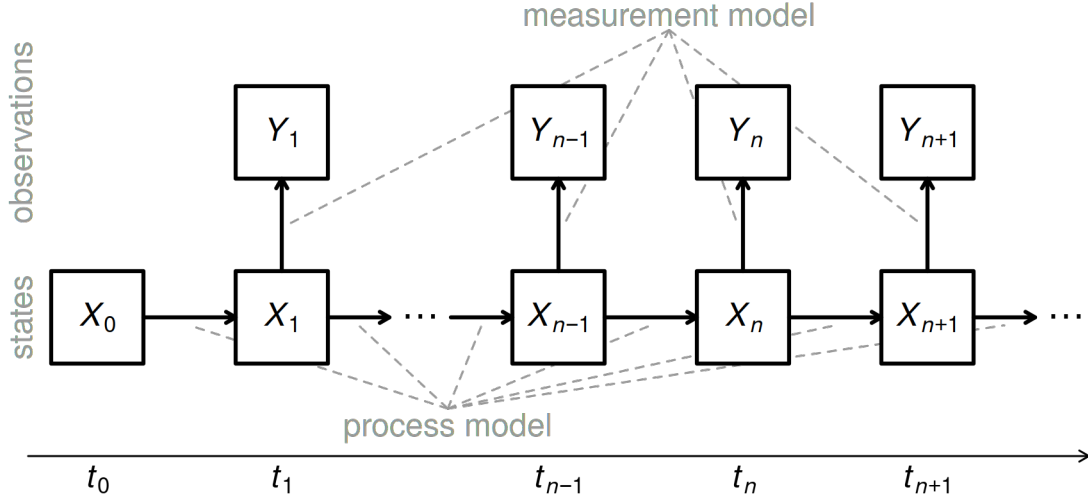 measurement model
observations
Y₁ Yₙ₋₁ Yₙ Yₙ₊₁
states
X₀ X₁ ··· Xₙ₋₁ Xₙ Xₙ₊₁ ···
process model
t₀ t₁ tₙ₋₁ tₙ tₙ₊₁